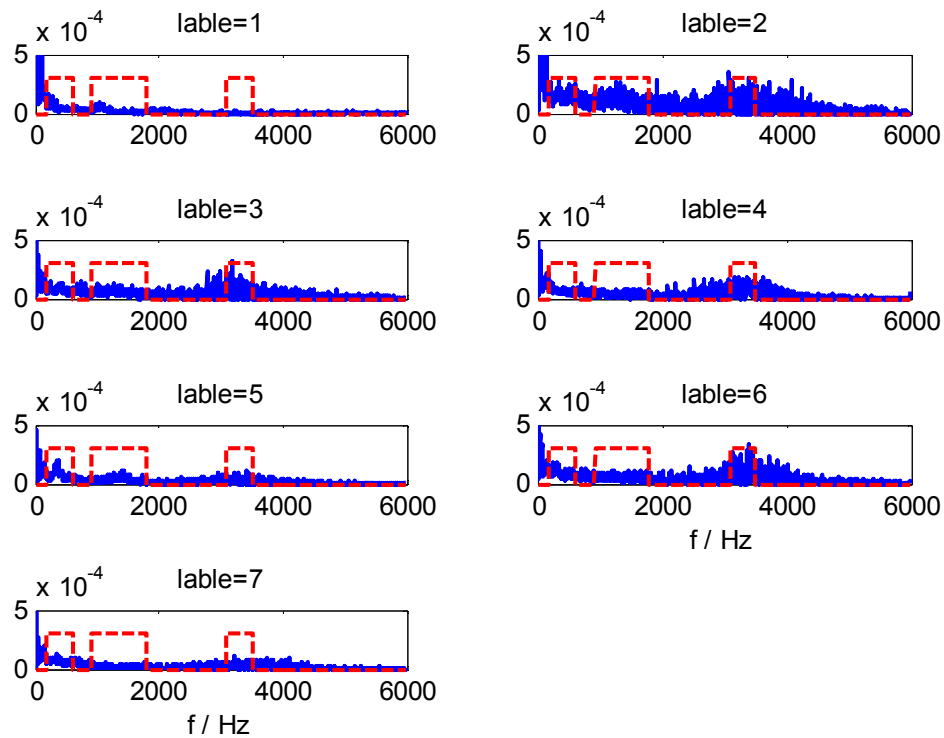 x 10^-4 lable=1
5
0
0 2000 4000 6000
x 10^-4 lable=2
5
0
0 2000 4000 6000
x 10^-4 lable=3
5
0
0 2000 4000 6000
x 10^-4 lable=4
5
0
0 2000 4000 6000
x 10^-4 lable=5
5
0
0 2000 4000 6000
x 10^-4 lable=6
5
0
0 2000 4000 6000
f / Hz
x 10^-4 lable=7
5
0
0 2000 4000 6000
f / Hz